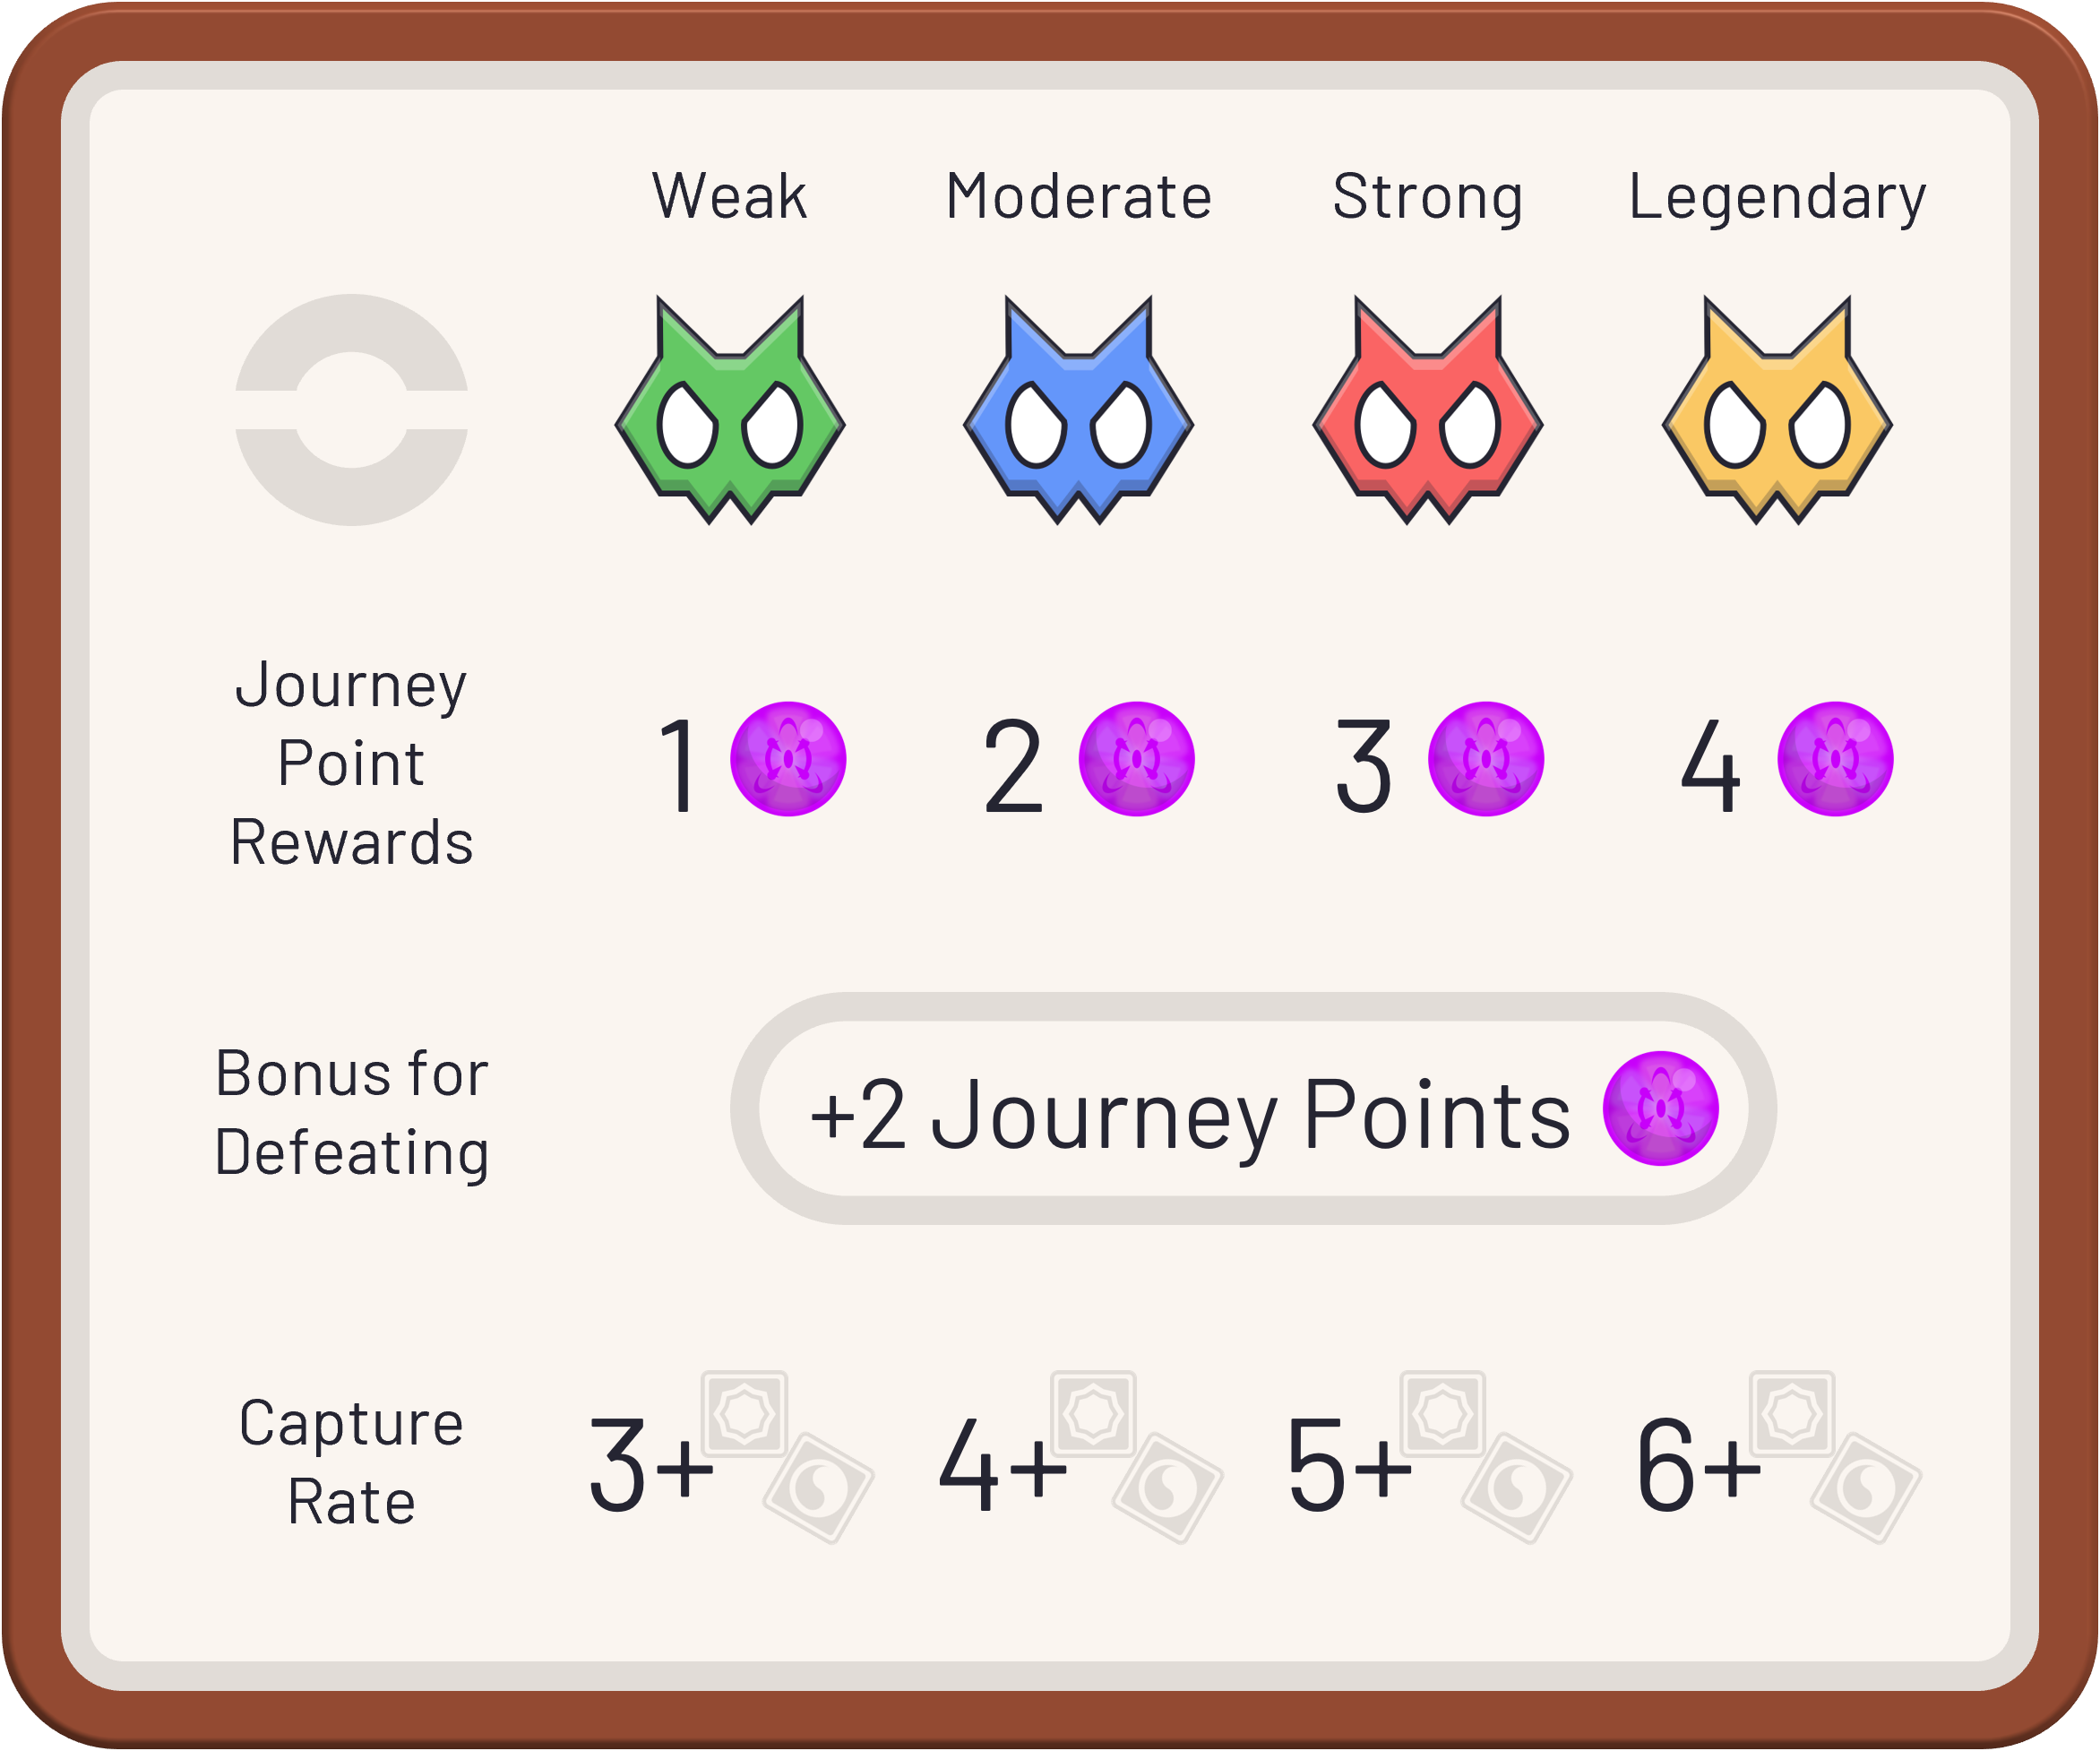 Weak Moderate Strong Legendary
Journey
Point
Rewards
1 2 3 4
Bonus for
Defeating
+2 Journey Points
Capture
Rate
3+ 4+ 5+ 6+